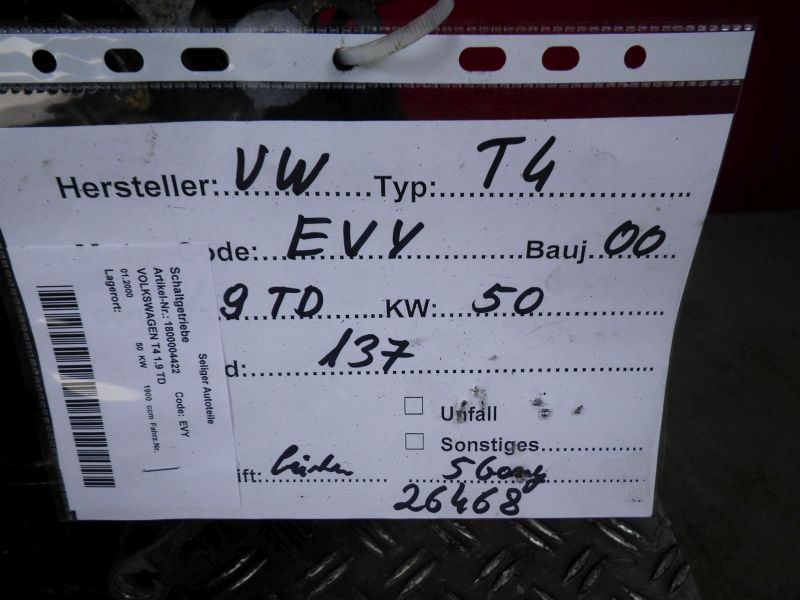 Hersteller: VW Typ: T4
ode: EVY Bauj 00
9 TD KW: 50
d: 137
Unfall
Sonstiges
ift: 5 Gang
26468
Seliger Autoteile
Schaltgetriebe
Artikel-Nr.: 1800004422 Code: EVY
VOLKSWAGEN T4 1.9 TD
50 KW 1900 ccm Fahrz.Nr.
01.2000
Lagerort: